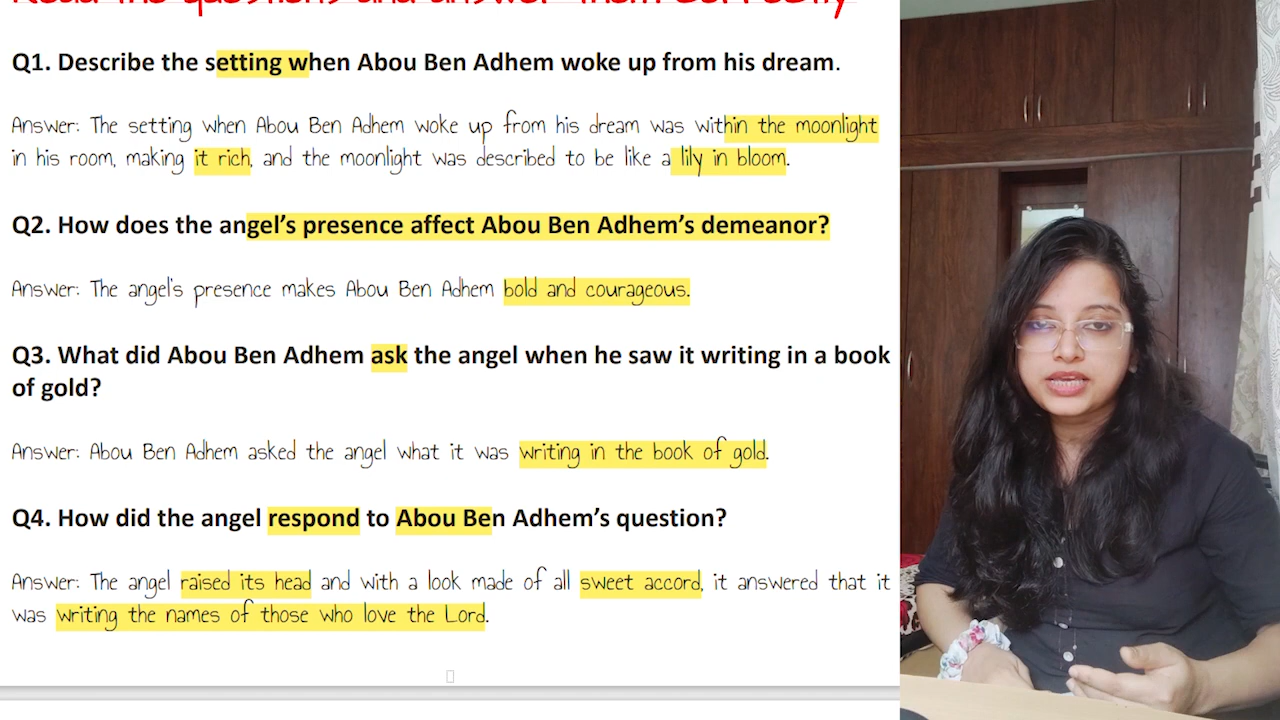 Read the questions and answer them correctly
Q1. Describe the setting when Abou Ben Adhem woke up from his dream.
Answer: The setting when Abou Ben Adhem woke up from his dream was within the moonlight
in his room, making it rich, and the moonlight was described to be like a lily in bloom.
Q2. How does the angel’s presence affect Abou Ben Adhem’s demeanor?
Answer: The angel's presence makes Abou Ben Adhem bold and courageous.
Q3. What did Abou Ben Adhem ask the angel when he saw it writing in a book
of gold?
Answer: Abou Ben Adhem asked the angel what it was writing in the book of gold.
Q4. How did the angel respond to Abou Ben Adhem’s question?
Answer: The angel raised its head and with a look made of all sweet accord, it answered that it
was writing the names of those who love the Lord.